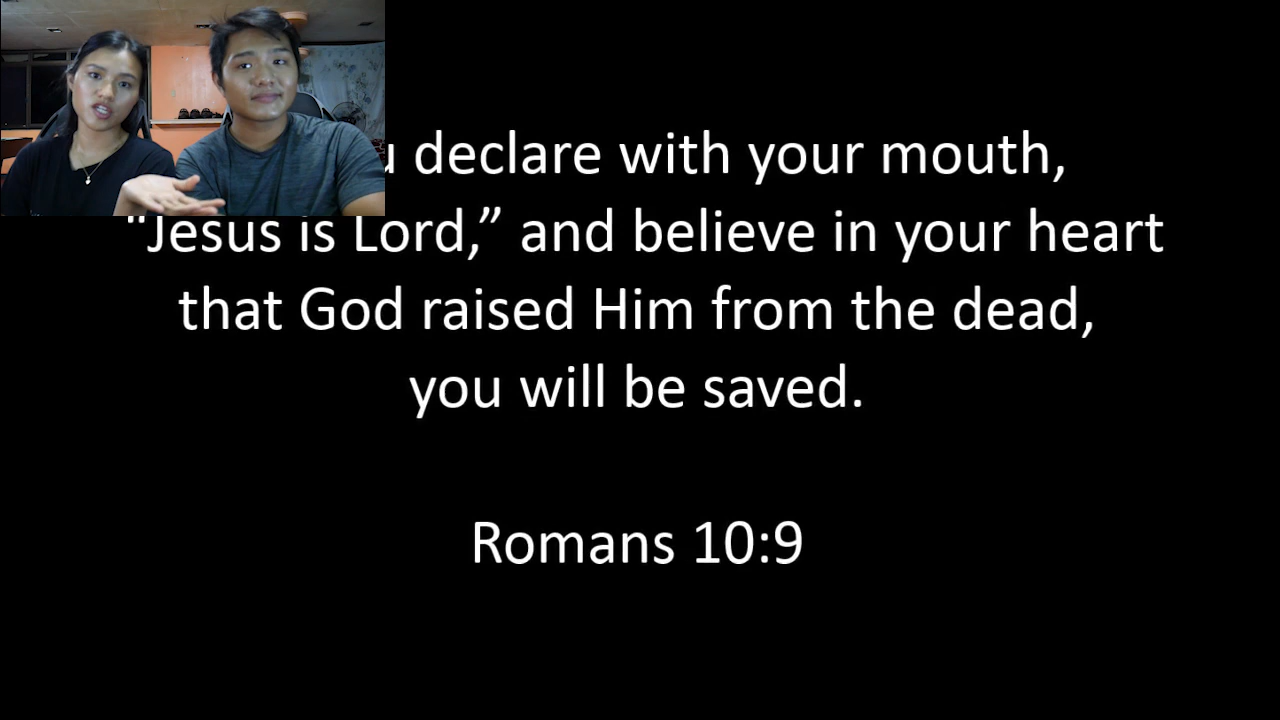 declare with your mouth,
“Jesus is Lord,” and believe in your heart
that God raised Him from the dead,
you will be saved.
Romans 10:9